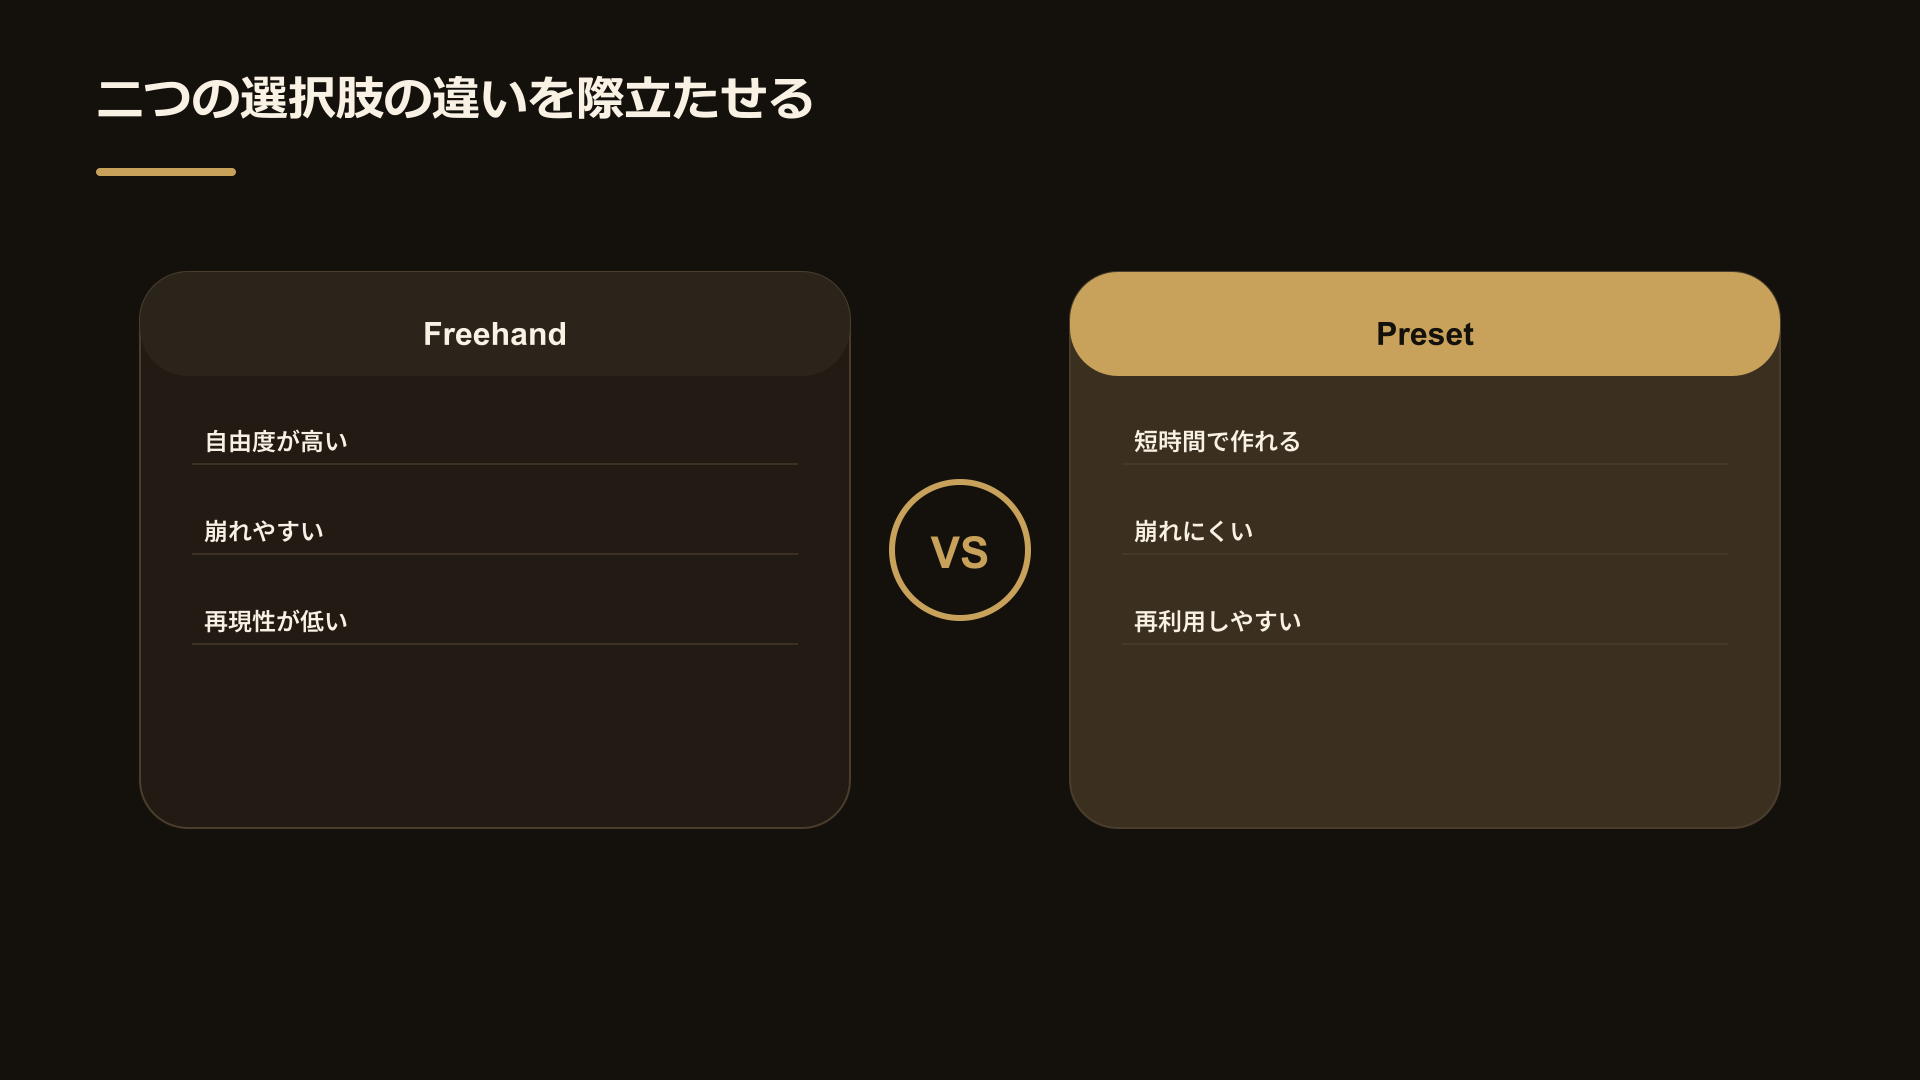 二つの選択肢の違いを際立たせる
Freehand
自由度が高い
崩れやすい
再現性が低い
VS
Preset
短時間で作れる
崩れにくい
再利用しやすい